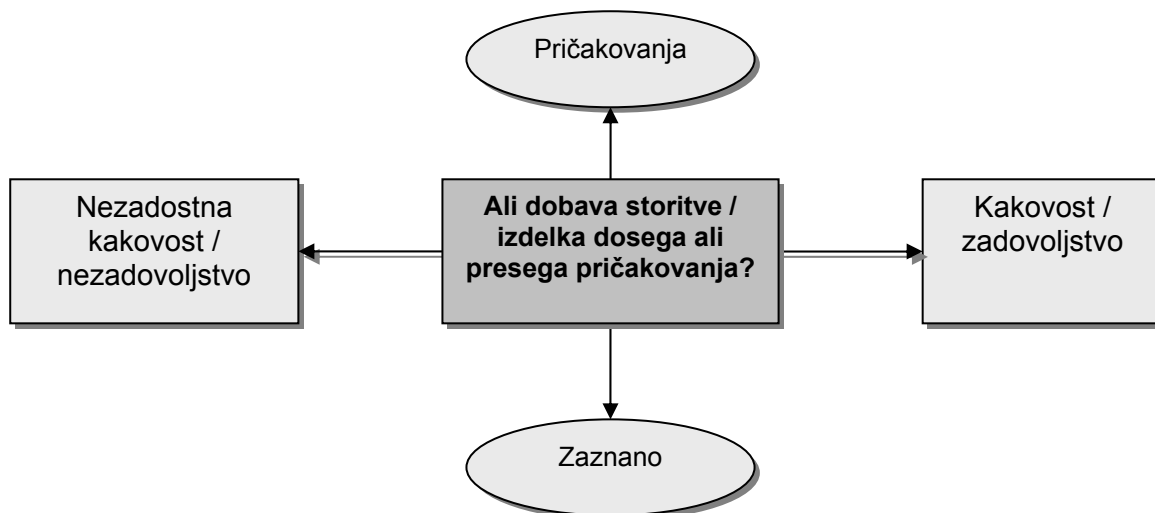 Pričakovanja
Nezadostna
kakovost /
nezadovoljstvo
Ali dobava storitve /
izdelka dosega ali
presega pričakovanja?
Kakovost /
zadovoljstvo
Zaznano